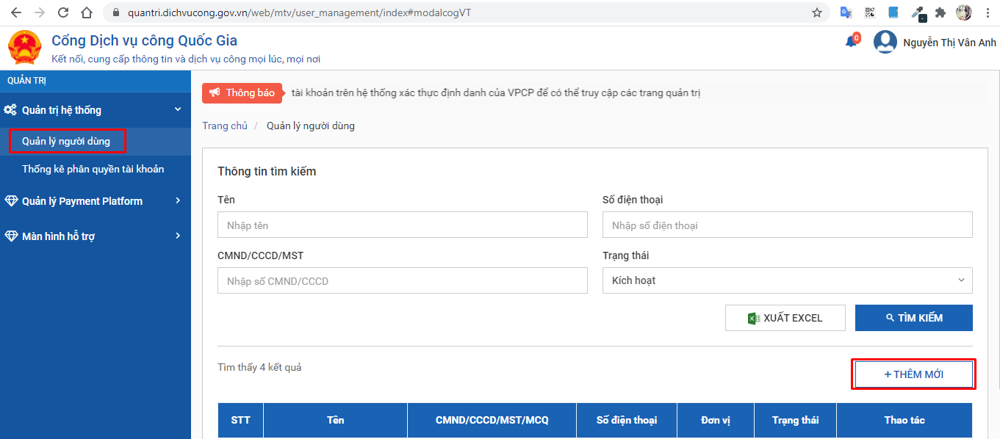 quantri.dichvucong.gov.vn/web/mtv/user_management/index#modalcogVT
Cổng Dịch vụ công Quốc Gia
Kết nối, cung cấp thông tin và dịch vụ công mọi lúc, mọi nơi
0
Nguyễn Thị Vân Anh
QUẢN TRỊ
Quản trị hệ thống
Quản lý người dùng
Thống kê phân quyền tài khoản
Quản lý Payment Platform
Màn hình hỗ trợ
Thông báo
tài khoản trên hệ thống xác thực định danh của VPCP để có thể truy cập các trang quản trị
Trang chủ / Quản lý người dùng
Thông tin tìm kiếm
Tên
Số điện thoại
Nhập tên
Nhập số điện thoại
CMND/CCCD/MST
Trạng thái
Nhập số CMND/CCCD
Kích hoạt
XUẤT EXCEL
TÌM KIẾM
Tìm thấy 4 kết quả
+ THÊM MỚI
STT Tên CMND/CCCD/MST/MCQ Số điện thoại Đơn vị Trạng thái Thao tác